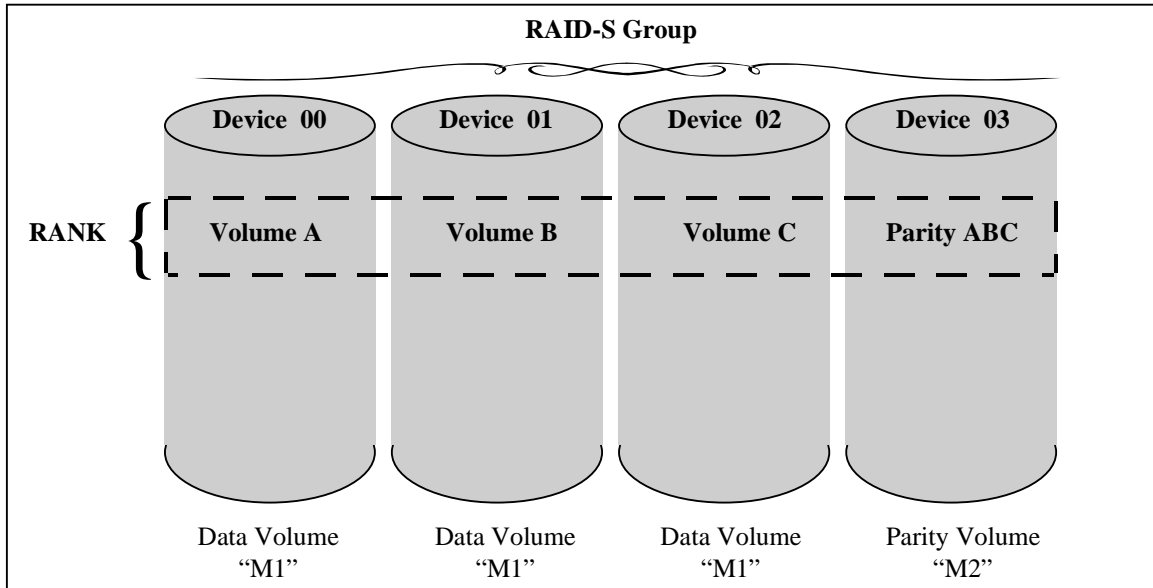 RAID-S Group
Device 00 Device 01 Device 02 Device 03
RANK { Volume A Volume B Volume C Parity ABC
Data Volume Data Volume Data Volume Parity Volume
“M1” “M1” “M1” “M2”